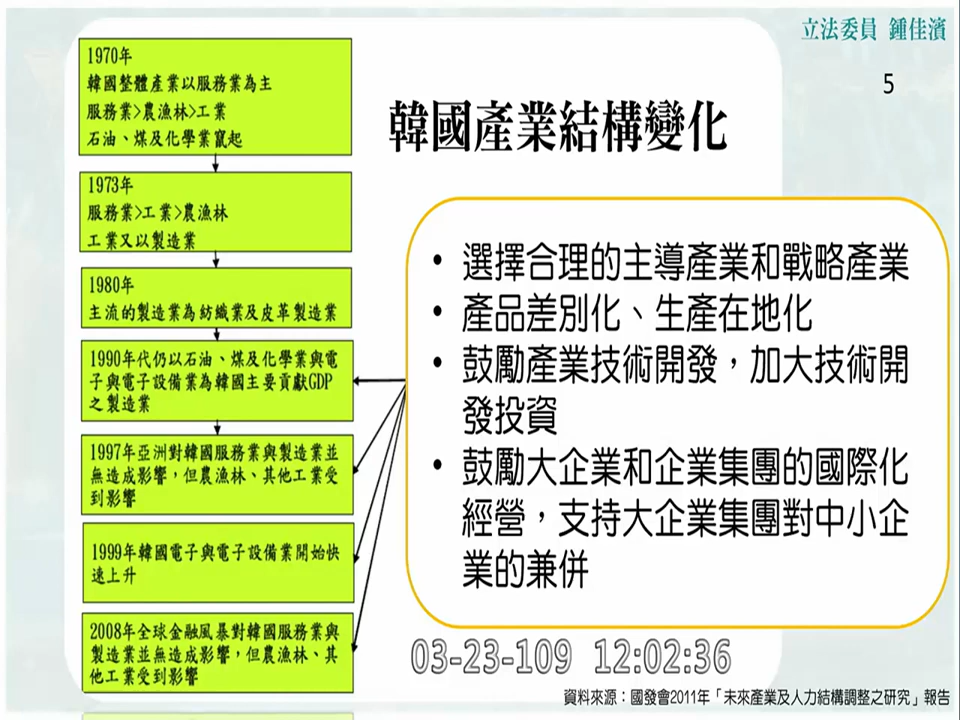 立法委員 鍾佳濱
5
韓國產業結構變化
1970年
韓國整體產業以服務業為主
服務業>農漁林>工業
石油、煤及化學業竄起
1973年
服務業>工業>農漁林
工業又以製造業
1980年
主流的製造業為紡織業及皮革製造業
1990年代仍以石油、煤及化學業與電
子與電子設備業為韓國主要貢獻GDP
之製造業
1997年亞洲對韓國服務業與製造業並
無造成影響，但農漁林、其他工業受
到影響
1999年韓國電子與電子設備業開始快
速上升
2008年全球金融風暴對韓國服務業與
製造業並無造成影響，但農漁林、其
他工業受到影響
• 選擇合理的主導產業和戰略產業
• 產品差別化、生產在地化
• 鼓勵產業技術開發，加大技術開
發投資
• 鼓勵大企業和企業集團的國際化
經營，支持大企業集團對中小企
業的兼併
03-23-109 12:02:36
資料來源：國發會2011年「未來產業及人力結構調整之研究」報告